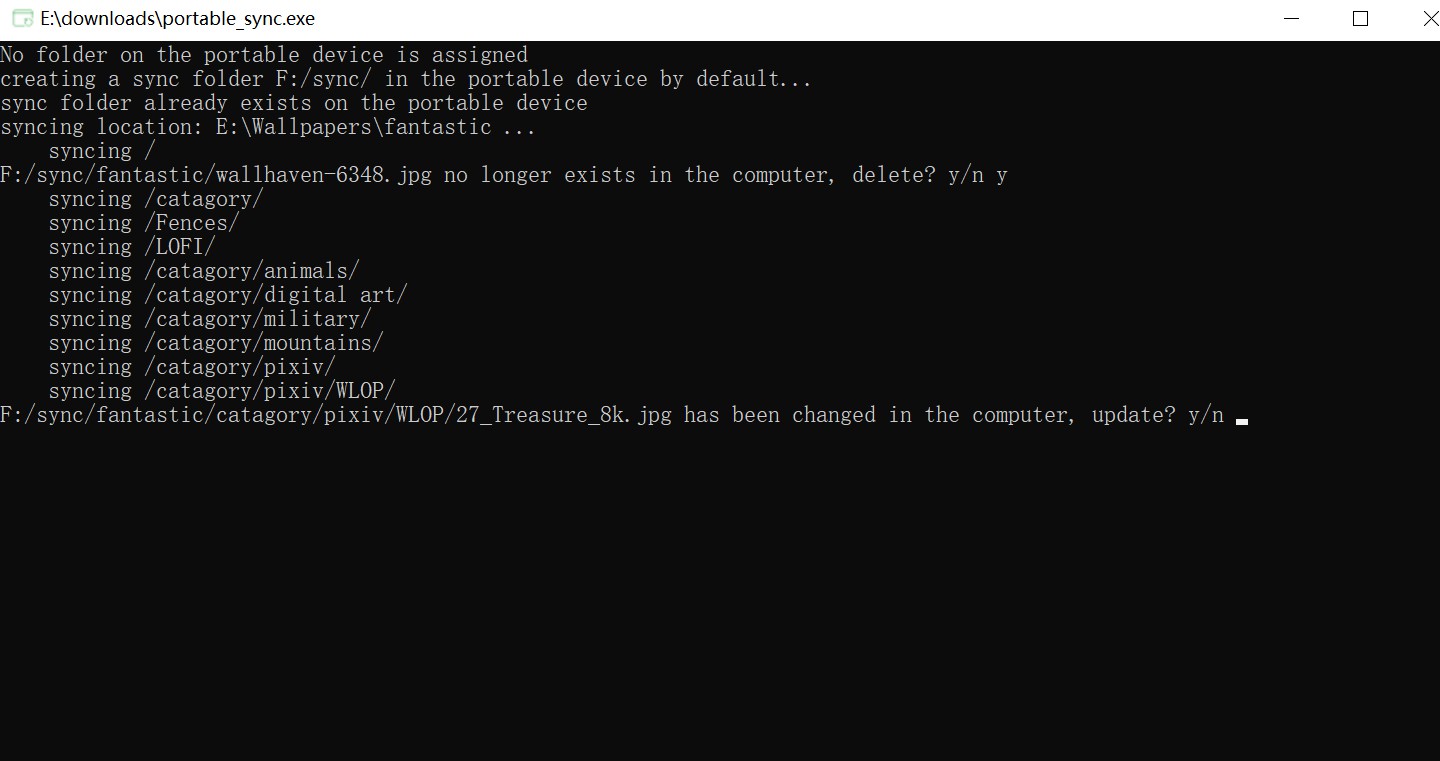 E:\downloads\portable_sync.exe
No folder on the portable device is assigned
creating a sync folder F:/sync/ in the portable device by default...
sync folder already exists on the portable device
syncing location: E:\Wallpapers\fantastic ...
    syncing /
F:/sync/fantastic/wallhaven-6348.jpg no longer exists in the computer, delete? y/n y
    syncing /catagory/
    syncing /Fences/
    syncing /LOFI/
    syncing /catagory/animals/
    syncing /catagory/digital art/
    syncing /catagory/military/
    syncing /catagory/mountains/
    syncing /catagory/pixiv/
    syncing /catagory/pixiv/WLOP/
F:/sync/fantastic/catagory/pixiv/WLOP/27_Treasure_8k.jpg has been changed in the computer, update? y/n